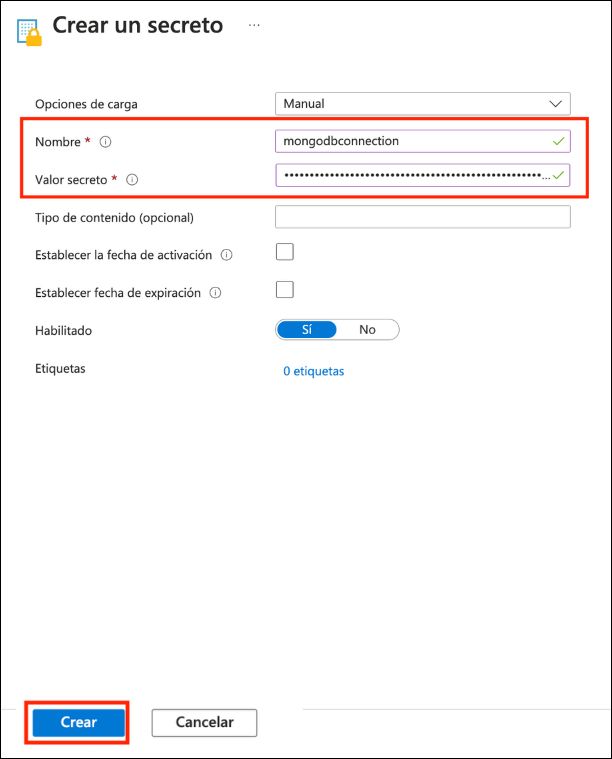 Crear un secreto ...
Opciones de carga Manual
Nombre * mongodbconnection
Valor secreto * ••••••••••••••••••••••••••••••••••••••••••••••••••••...
Tipo de contenido (opcional)
Establecer la fecha de activación
Establecer fecha de expiración
Habilitado Sí No
Etiquetas 0 etiquetas
Crear Cancelar